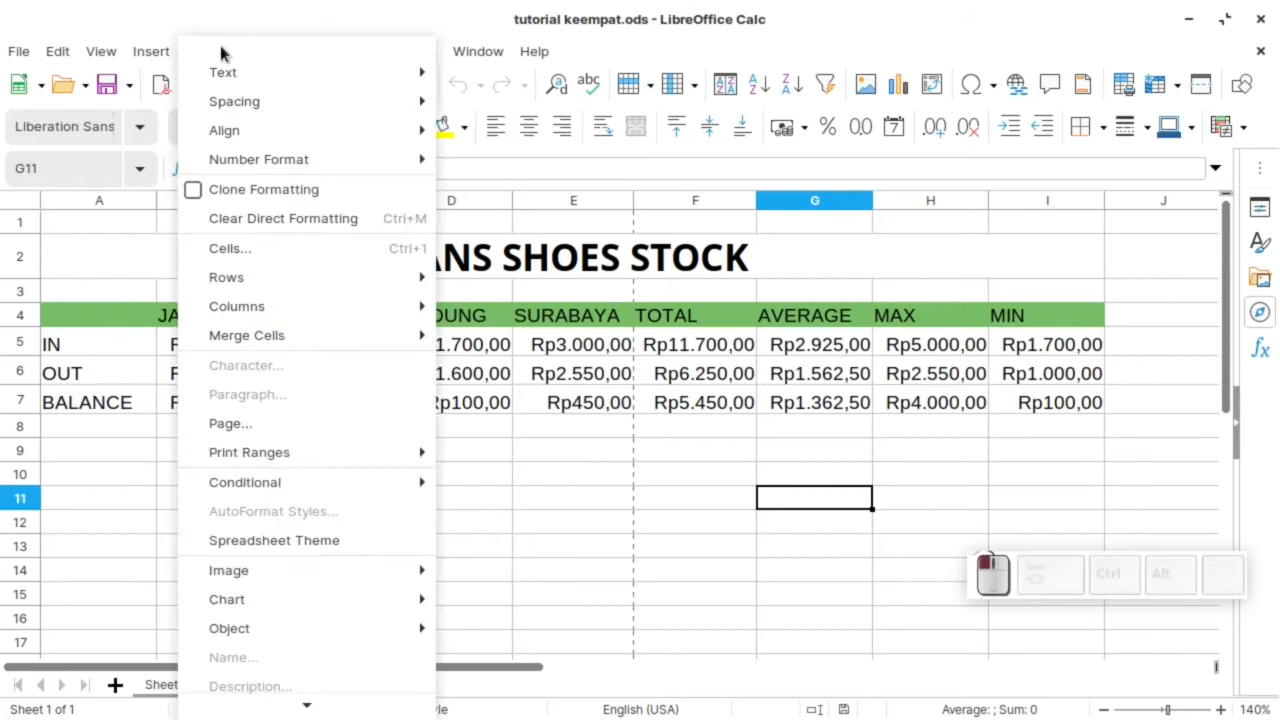 tutorial keempat.ods - LibreOffice Calc
File Edit View Insert Window Help
Liberation Sans
G11
Text
Spacing
Align
Number Format
Clone Formatting
Clear Direct Formatting Ctrl+M
Cells... Ctrl+1
Rows
Columns
Merge Cells
Character...
Paragraph...
Page...
Print Ranges
Conditional
AutoFormat Styles...
Spreadsheet Theme
Image
Chart
Object
Name...
Description...
A D E F G H I J
1
2 ANS SHOES STOCK
3
4 JA DUNG SURABAYA TOTAL AVERAGE MAX MIN
5 IN 1.700,00 Rp3.000,00 Rp11.700,00 Rp2.925,00 Rp5.000,00 Rp1.700,00
6 OUT 1.600,00 Rp2.550,00 Rp6.250,00 Rp1.562,50 Rp2.550,00 Rp1.000,00
7 BALANCE Rp100,00 Rp450,00 Rp5.450,00 Rp1.362,50 Rp4.000,00 Rp100,00
8
9
10
11
12
13
14
15
16
17
Ctrl Alt
Sheet
Sheet 1 of 1 yle English (USA) Average: ; Sum: 0 140%